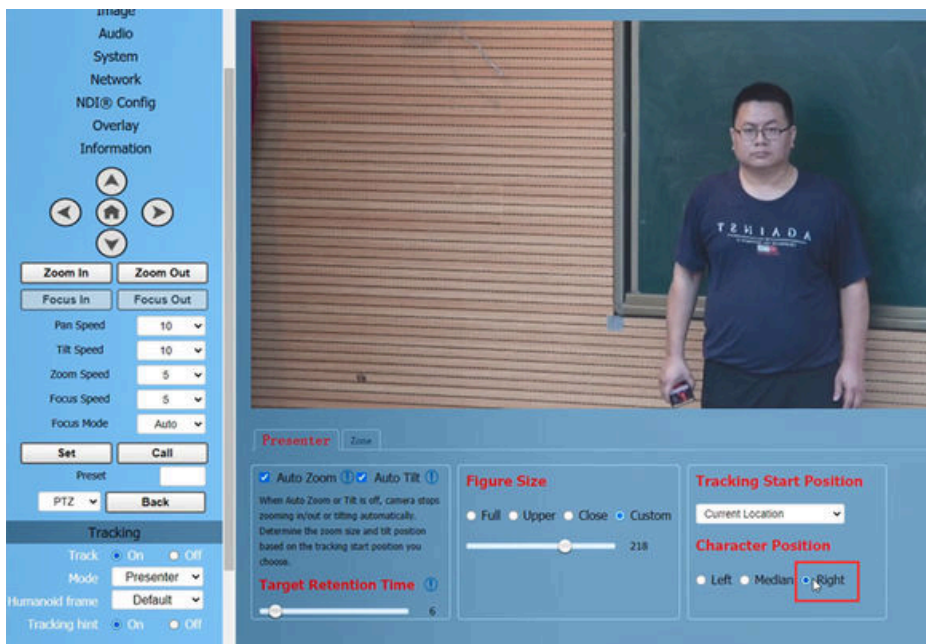 Image
Audio
System
Network
NDI® Config
Overlay
Information
Zoom In Zoom Out
Focus In Focus Out
Pan Speed 10
Tilt Speed 10
Zoom Speed 5
Focus Speed 5
Focus Mode Auto
Set Call
Preset
PTZ Back
Tracking
Track On Off
Mode Presenter
Humanoid frame Default
Tracking hint On Off
AGAINST
Presenter Zone
Auto Zoom Auto Tilt
When Auto Zoom or Tilt is off, camera stops
zooming in/out or tilting automatically.
Determine the zoom size and tilt position
based on the tracking start position you
choose.
Target Retention Time
6
Figure Size
Full Upper Close Custom
218
Tracking Start Position
Current Location
Character Position
Left Median Right